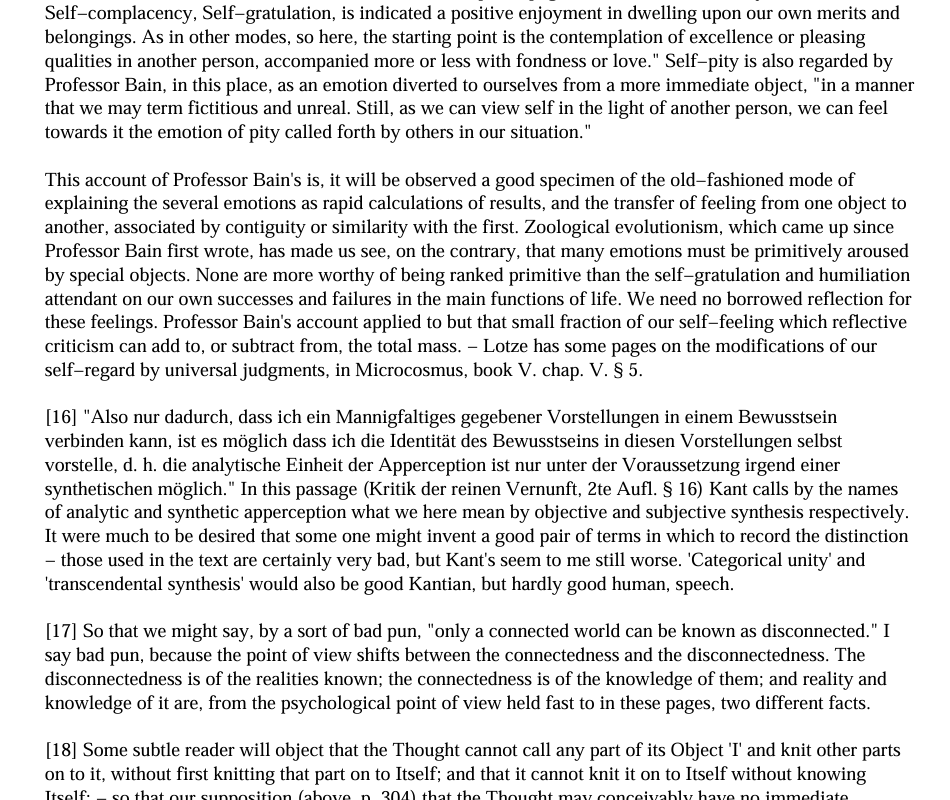 Self−complacency, Self−gratulation, is indicated a positive enjoyment in dwelling upon our own merits and
belongings. As in other modes, so here, the starting point is the contemplation of excellence or pleasing
qualities in another person, accompanied more or less with fondness or love." Self−pity is also regarded by
Professor Bain, in this place, as an emotion diverted to ourselves from a more immediate object, "in a manner
that we may term fictitious and unreal. Still, as we can view self in the light of another person, we can feel
towards it the emotion of pity called forth by others in our situation."
This account of Professor Bain's is, it will be observed a good specimen of the old−fashioned mode of
explaining the several emotions as rapid calculations of results, and the transfer of feeling from one object to
another, associated by contiguity or similarity with the first. Zoological evolutionism, which came up since
Professor Bain first wrote, has made us see, on the contrary, that many emotions must be primitively aroused
by special objects. None are more worthy of being ranked primitive than the self−gratulation and humiliation
attendant on our own successes and failures in the main functions of life. We need no borrowed reflection for
these feelings. Professor Bain's account applied to but that small fraction of our self−feeling which reflective
criticism can add to, or subtract from, the total mass. − Lotze has some pages on the modifications of our
self−regard by universal judgments, in Microcosmus, book V. chap. V. § 5.
[16] "Also nur dadurch, dass ich ein Mannigfaltiges gegebener Vorstellungen in einem Bewusstsein
verbinden kann, ist es möglich dass ich die Identität des Bewusstseins in diesen Vorstellungen selbst
vorstelle, d. h. die analytische Einheit der Apperception ist nur unter der Voraussetzung irgend einer
synthetischen möglich." In this passage (Kritik der reinen Vernunft, 2te Aufl. § 16) Kant calls by the names
of analytic and synthetic apperception what we here mean by objective and subjective synthesis respectively.
It were much to be desired that some one might invent a good pair of terms in which to record the distinction
− those used in the text are certainly very bad, but Kant's seem to me still worse. 'Categorical unity' and
'transcendental synthesis' would also be good Kantian, but hardly good human, speech.
[17] So that we might say, by a sort of bad pun, "only a connected world can be known as disconnected." I
say bad pun, because the point of view shifts between the connectedness and the disconnectedness. The
disconnectedness is of the realities known; the connectedness is of the knowledge of them; and reality and
knowledge of it are, from the psychological point of view held fast to in these pages, two different facts.
[18] Some subtle reader will object that the Thought cannot call any part of its Object 'I' and knit other parts
on to it, without first knitting that part on to Itself; and that it cannot knit it on to Itself without knowing
Itself; − so that our supposition (above, p. 304) that the Thought may conceivably have no immediate